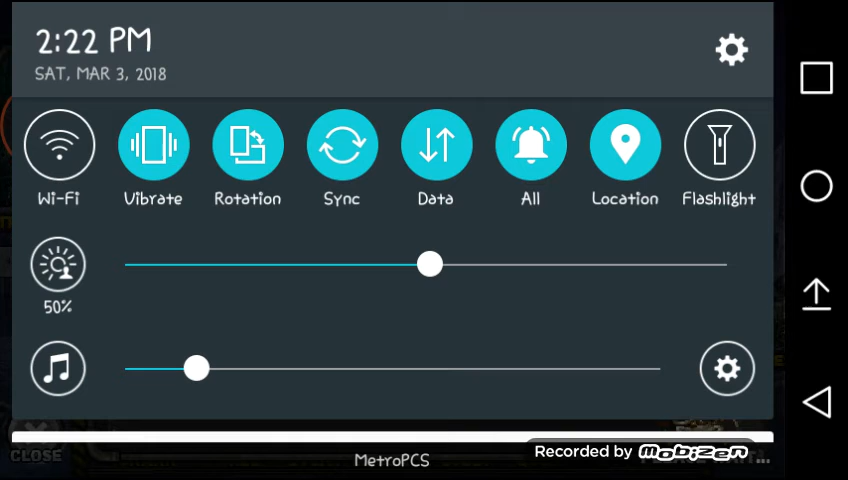 2:22 PM
SAT, MAR 3, 2018
Wi-Fi Vibrate Rotation Sync Data All Location Flashlight
50%
CLOSE
Recorded by Mobizen
MetroPCS